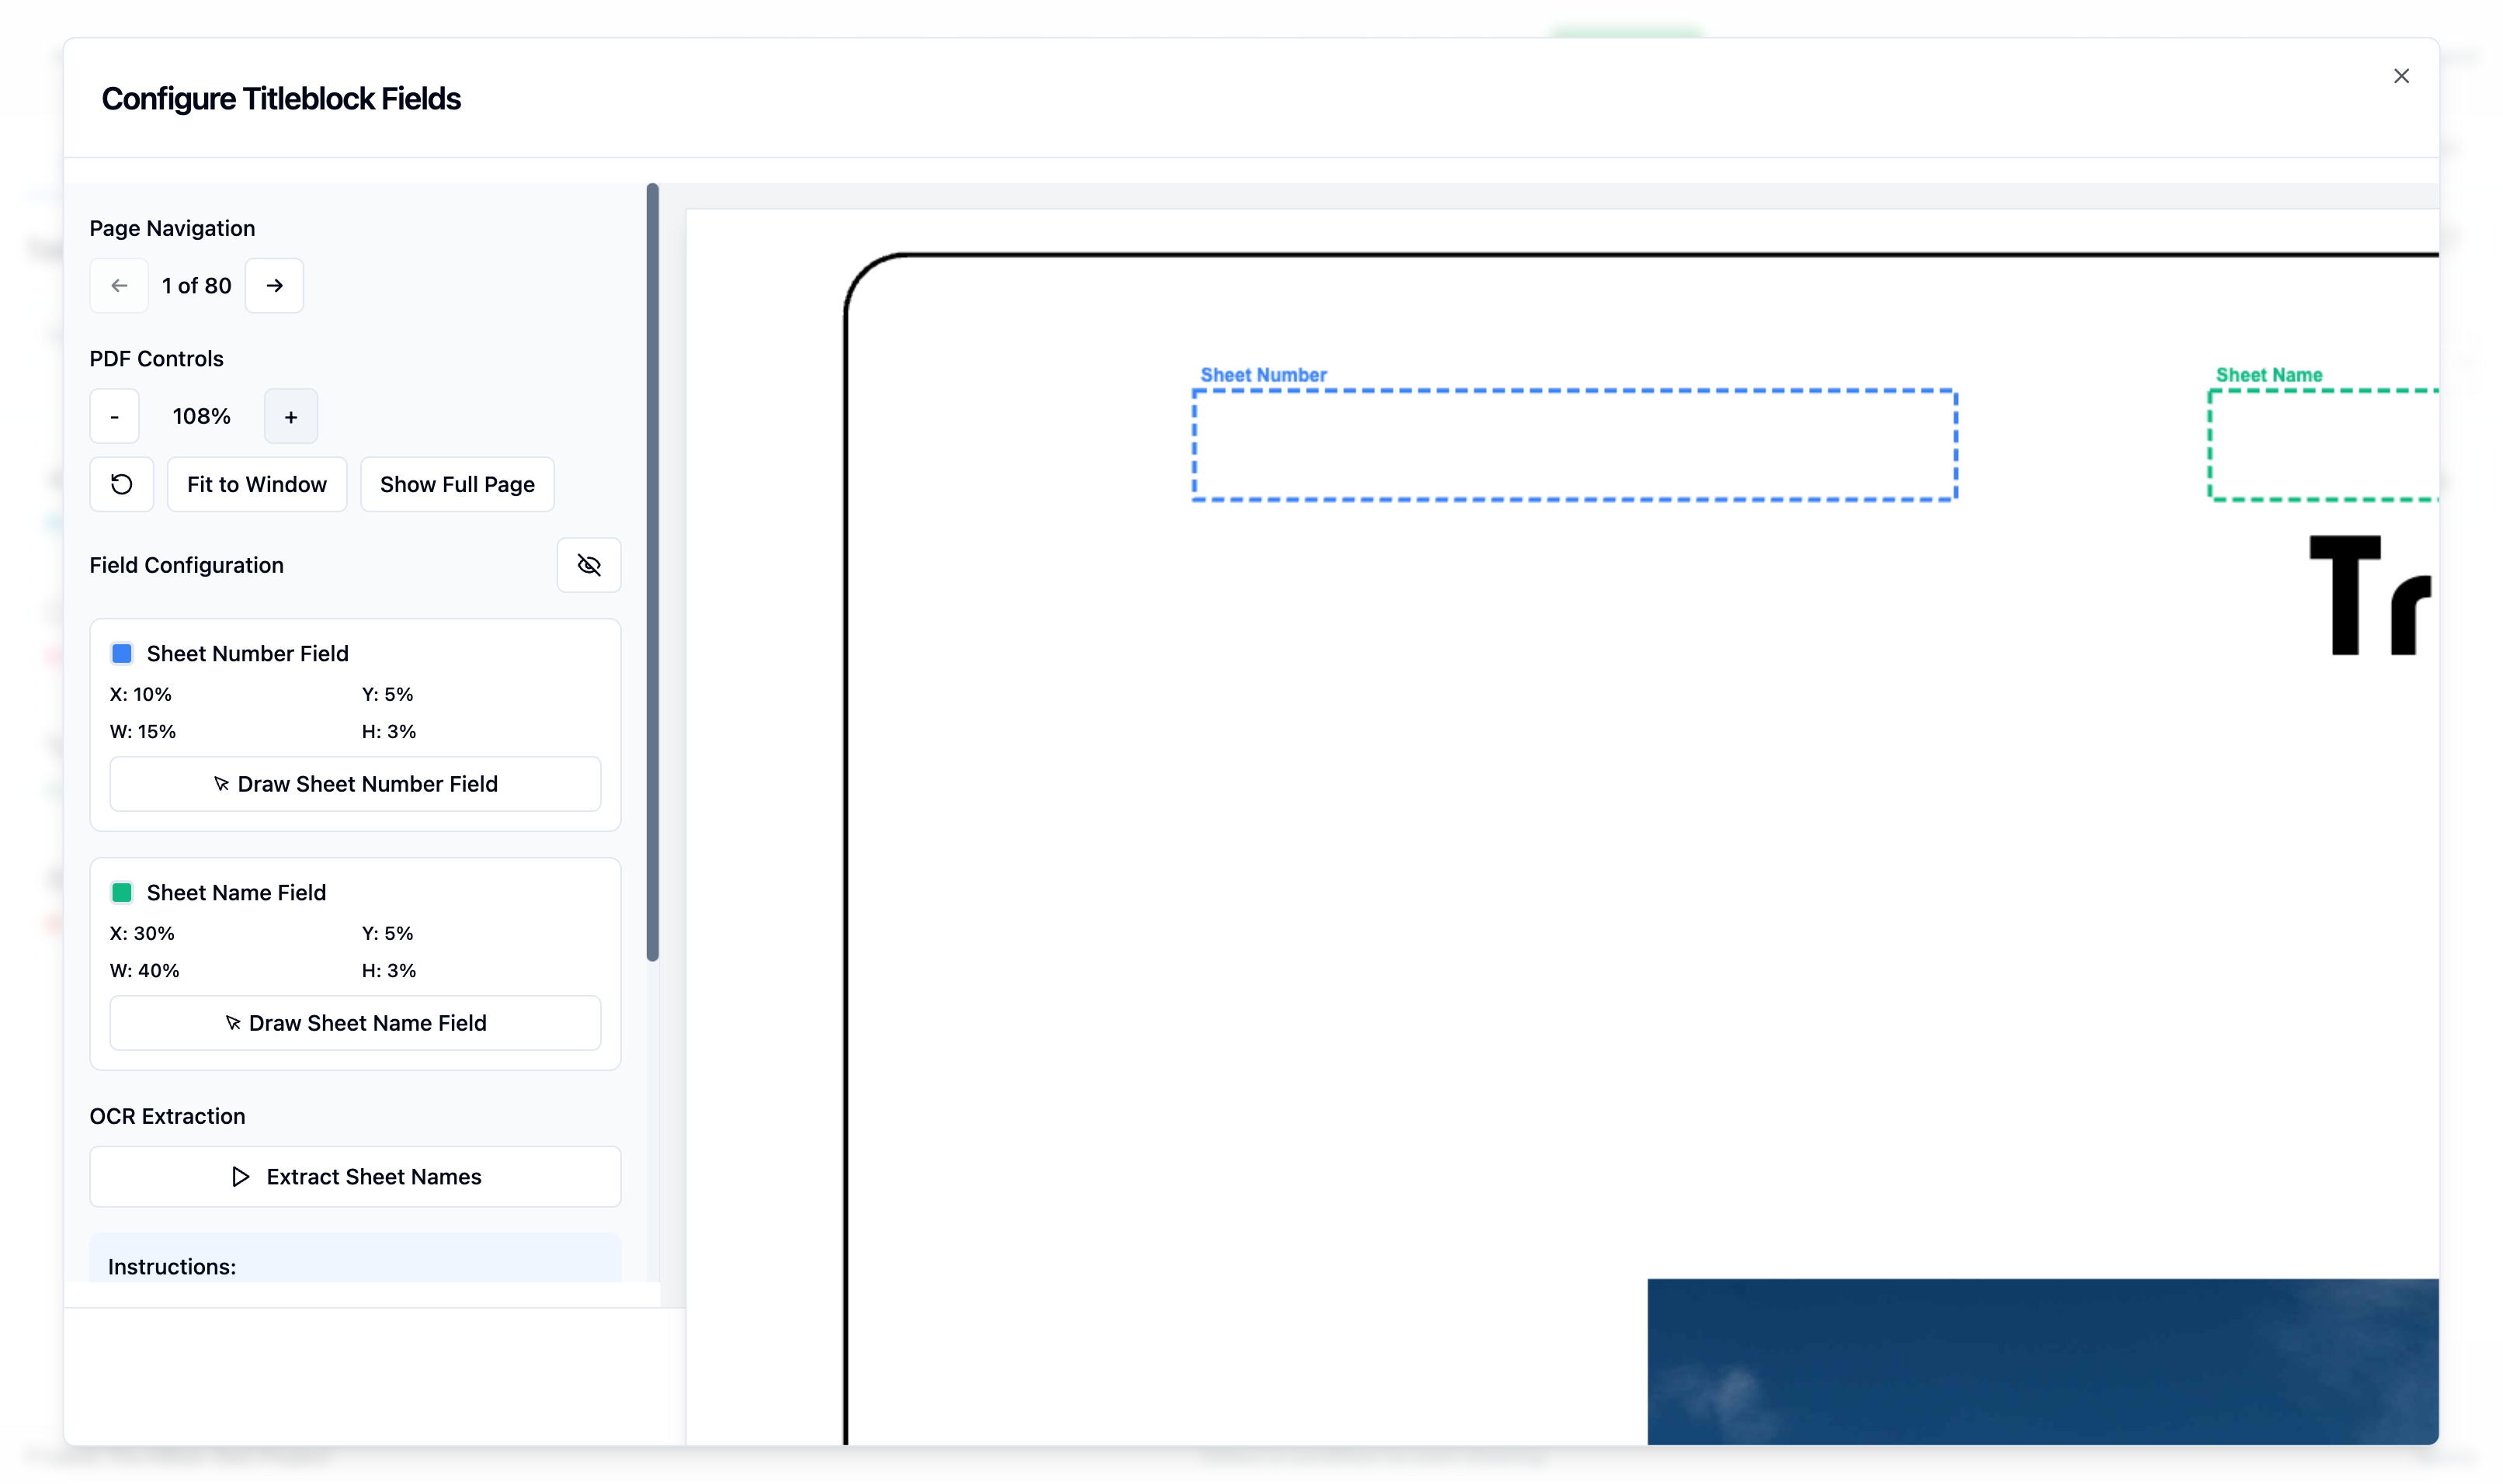 Configure Titleblock Fields
Page Navigation
1 of 80
PDF Controls
- 108% +
Fit to Window Show Full Page
Field Configuration
Sheet Number Field
X: 10% Y: 5%
W: 15% H: 3%
Draw Sheet Number Field
Sheet Name Field
X: 30% Y: 5%
W: 40% H: 3%
Draw Sheet Name Field
OCR Extraction
Extract Sheet Names
Instructions:
Sheet Number Sheet Name
Tr